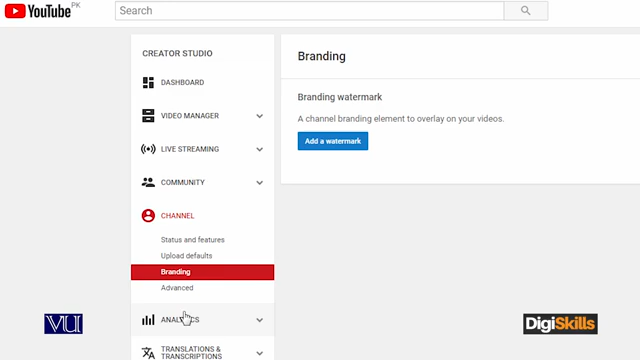 YouTube PK
Search
CREATOR STUDIO
DASHBOARD
VIDEO MANAGER
LIVE STREAMING
COMMUNITY
CHANNEL
Status and features
Upload defaults
Branding
Advanced
ANALYTICS
TRANSLATIONS &
TRANSCRIPTIONS
Branding
Branding watermark
A channel branding element to overlay on your videos.
Add a watermark
VU
DigiSkills